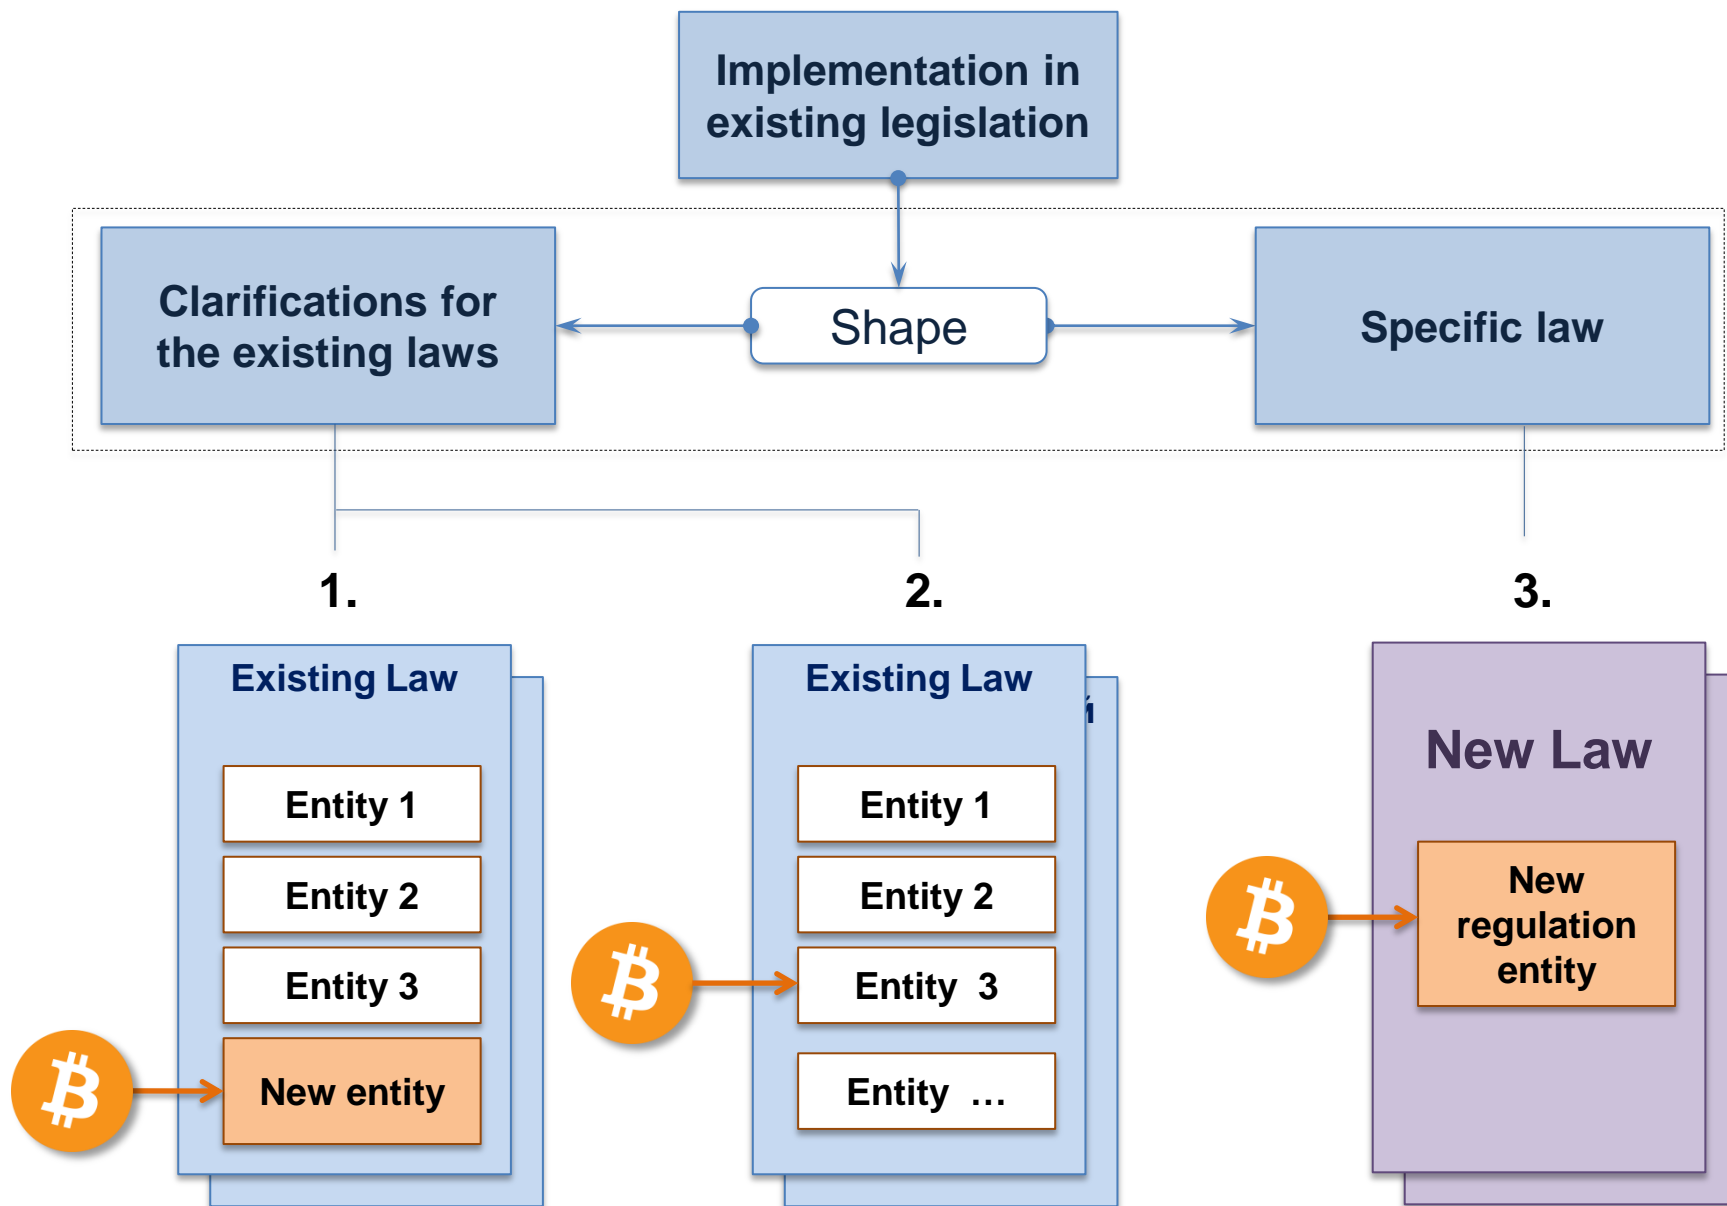 Implementation in
existing legislation
Clarifications for
the existing laws
Shape
Specific law
1.
2.
3.
Existing Law
Entity 1
Entity 2
Entity 3
New entity
Existing Law
й
Entity 1
Entity 2
Entity 3
Entity …
New Law
New
regulation
entity